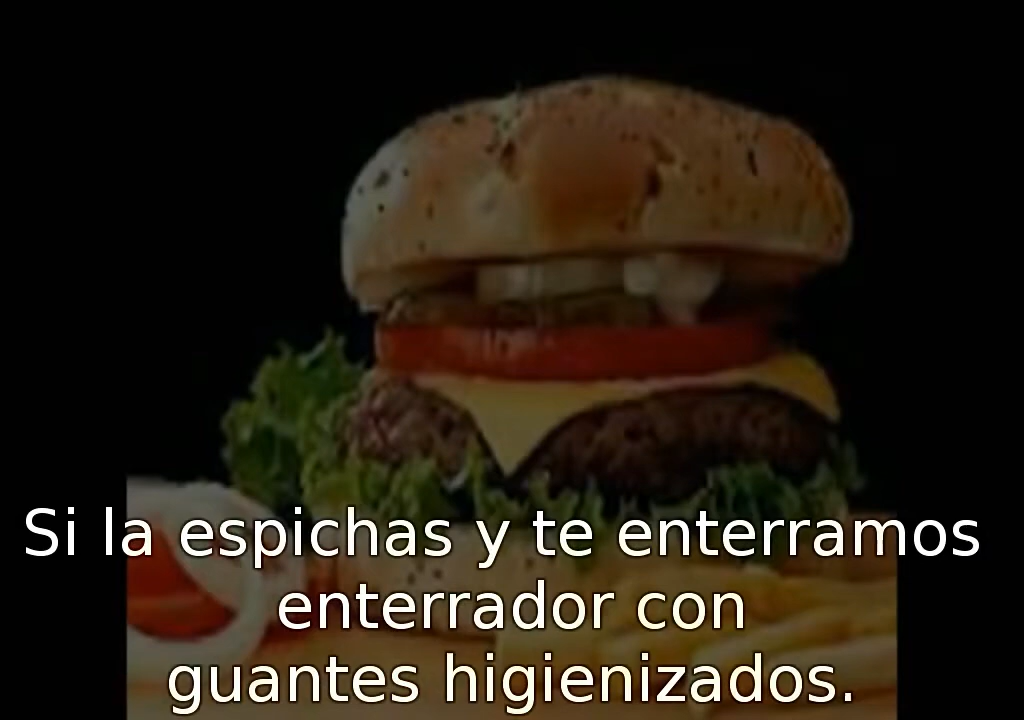 Si la espichas y te enterramos
enterrador con
guantes higienizados.